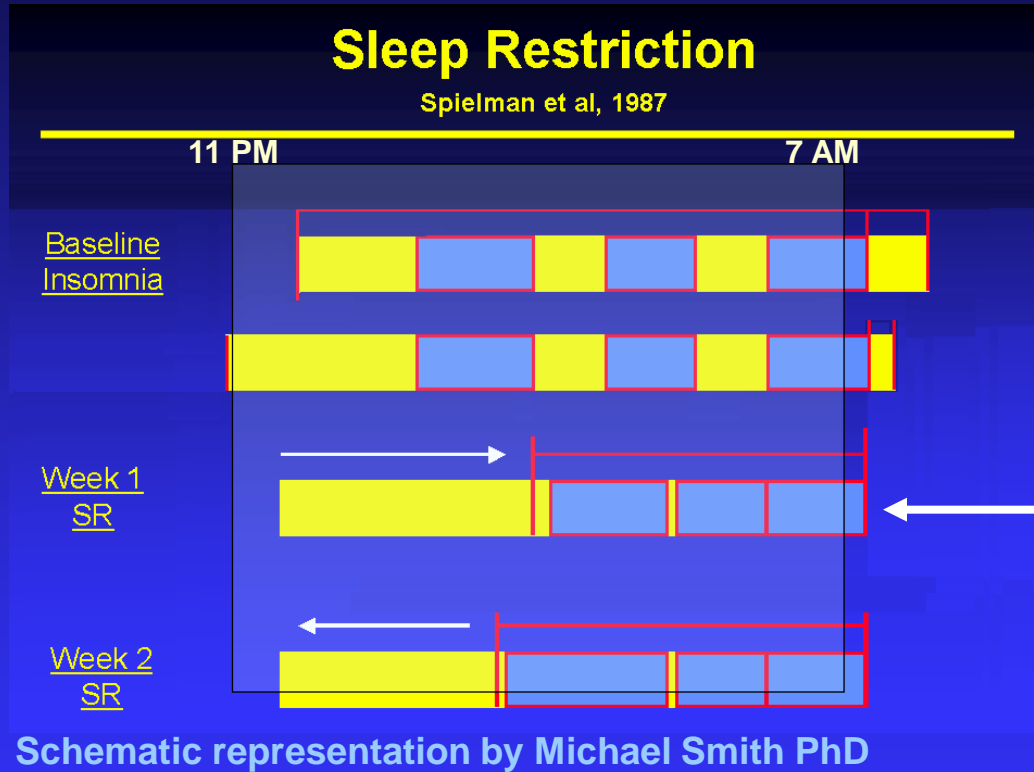 Sleep Restriction
Spielman et al, 1987
11 PM 7 AM
Baseline
Insomnia
Week 1
SR
Week 2
SR
Schematic representation by Michael Smith PhD